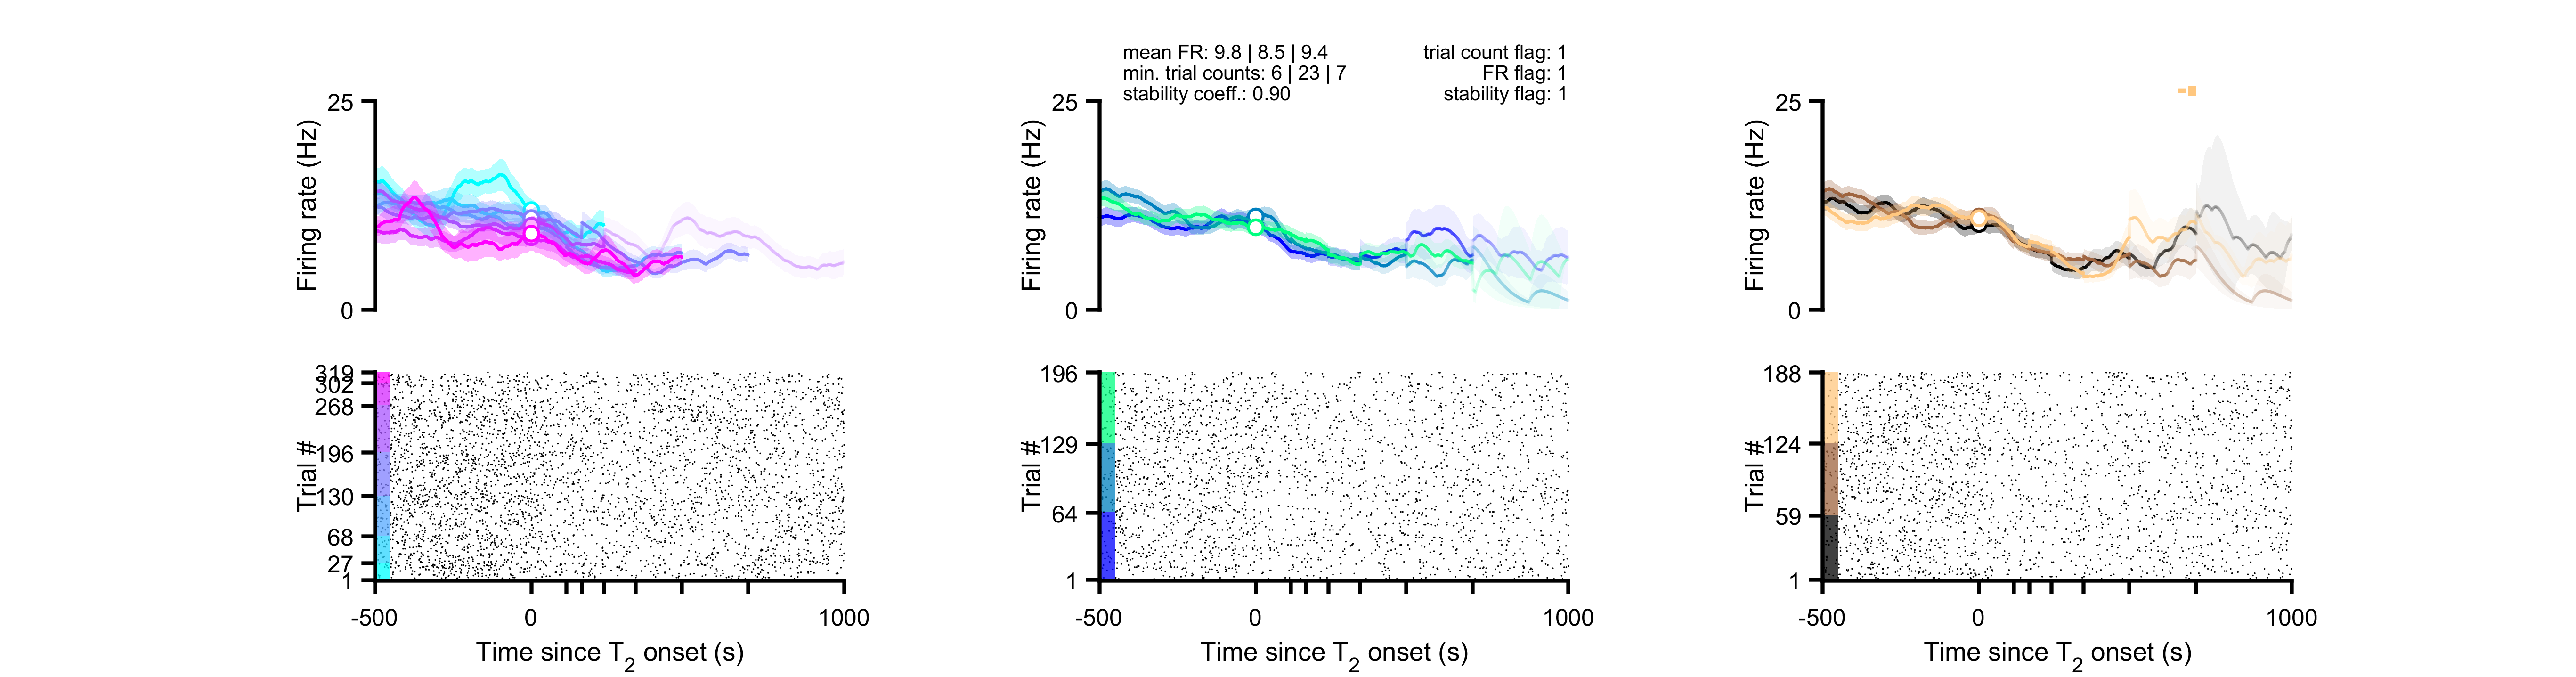 mean FR: 9.8 | 8.5 | 9.4
min. trial counts: 6 | 23 | 7
stability coeff.: 0.90
trial count flag: 1
FR flag: 1
stability flag: 1
25
Firing rate (Hz)
0
25
Firing rate (Hz)
0
25
Firing rate (Hz)
0
319
302
268
196
130
68
27
1
Trial #
-500
0
1000
Time since T2 onset (s)
196
129
64
1
Trial #
-500
0
1000
Time since T2 onset (s)
188
124
59
1
Trial #
-500
0
1000
Time since T2 onset (s)